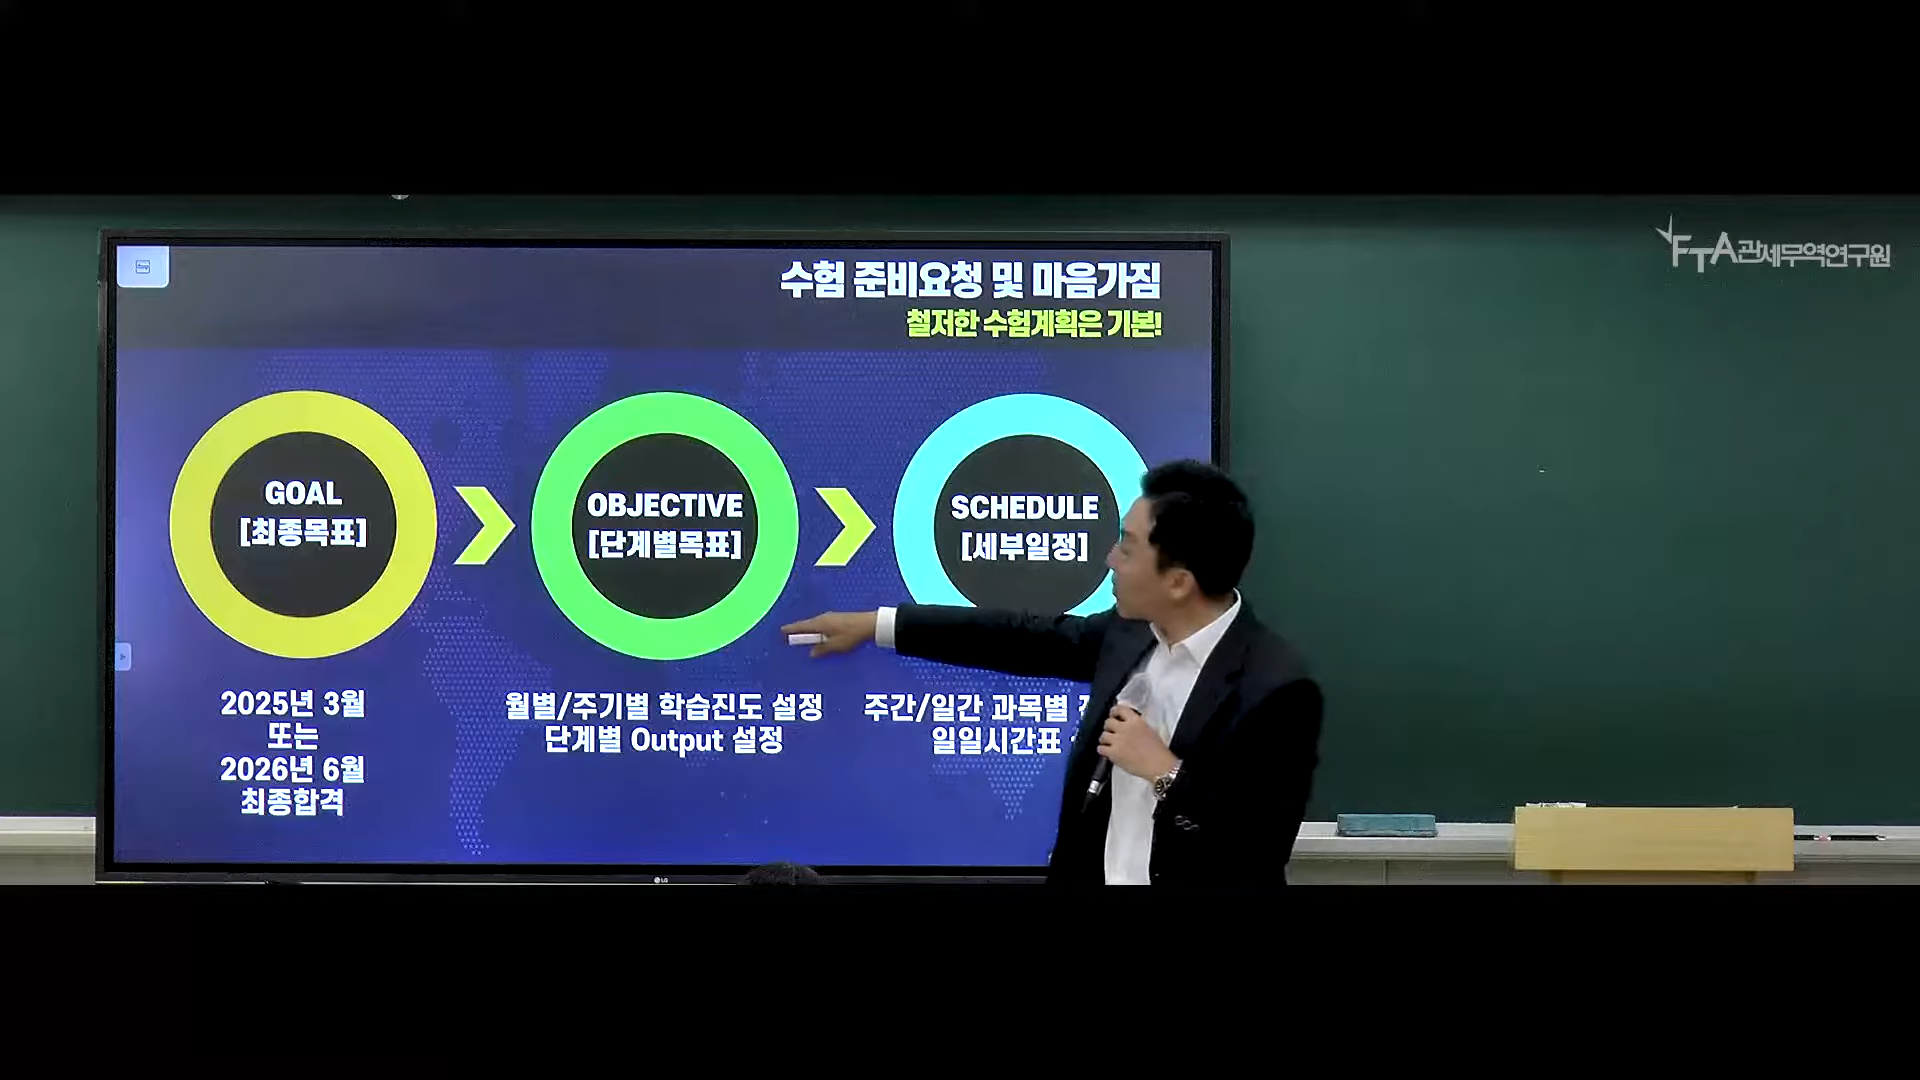 FTA관세무역연구원
수험 준비요청 및 마음가짐
철저한 수험계획은 기본!
GOAL
[최종목표]
2025년 3월
또는
2026년 6월
최종합격
OBJECTIVE
[단계별목표]
월별/주기별 학습진도 설정
단계별 Output 설정
SCHEDULE
[세부일정]
주간/일간 과목별
일일시간표
LG